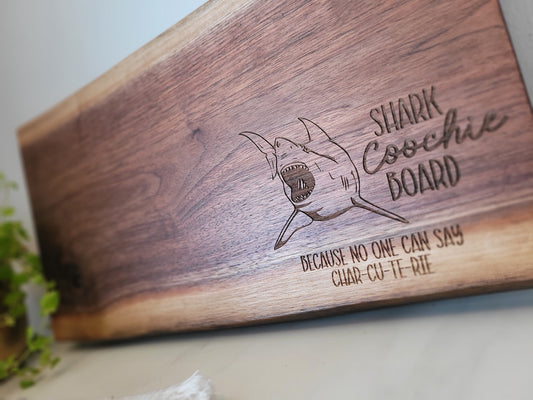 SHARK
Coochie
BOARD
BECAUSE NO ONE CAN SAY
CHAR-CU-TE-RIE